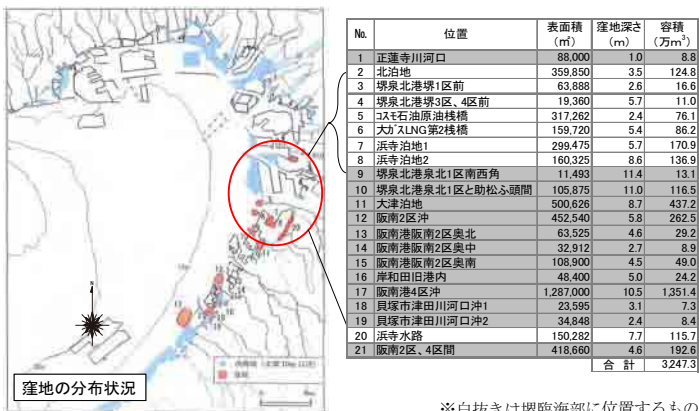 窪地の分布状況
No. 位置 表面積（㎡） 窪地深さ（m） 容積（万m³）
1 正蓮寺川河口 88,000 1.0 8.8
2 北泊地 359,850 3.5 124.8
3 堺泉北港堺1区前 63,888 2.6 16.6
4 堺泉北港堺3区、4区前 19,360 5.7 11.0
5 コスモ石油原油桟橋 317,262 2.4 76.1
6 大ガスLNG第2桟橋 159,720 5.4 86.2
7 浜寺泊地1 299,475 5.7 170.9
8 浜寺泊地2 160,325 8.6 136.9
9 堺泉北港泉北1区南西角 11,493 11.4 13.1
10 堺泉北港泉北1区と助松ふ頭間 105,875 11.0 116.5
11 大津泊地 500,626 8.7 437.2
12 阪南2区沖 452,540 5.8 262.5
13 阪南港阪南2区奥北 63,525 4.6 29.2
14 阪南港阪南2区奥中 32,912 2.7 8.9
15 阪南港阪南2区奥南 108,900 4.5 49.0
16 岸和田旧港内 48,400 5.0 24.2
17 阪南港4区沖 1,287,000 10.5 1,351.4
18 貝塚市津田川河口沖1 23,595 3.1 7.3
19 貝塚市津田川河口沖2 34,848 2.4 8.4
20 浜寺水路 150,282 7.7 115.7
21 阪南2区、4区間 418,660 4.6 192.6
合 計 3,247.3
※白抜きは堺臨海部に位置するもの